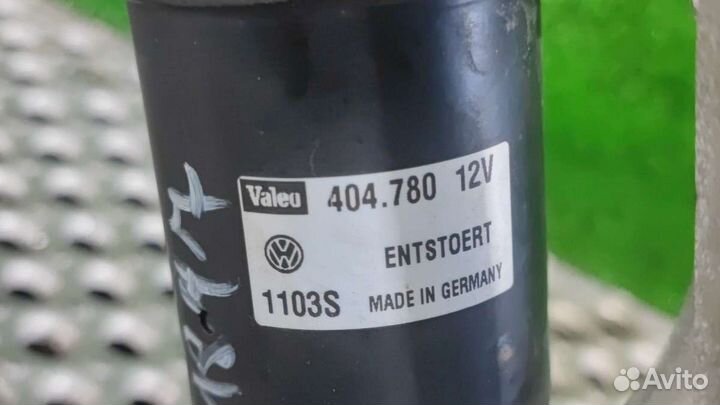 Valeo 404.780 12V
ENTSTOERT
1103S MADE IN GERMANY
Avito